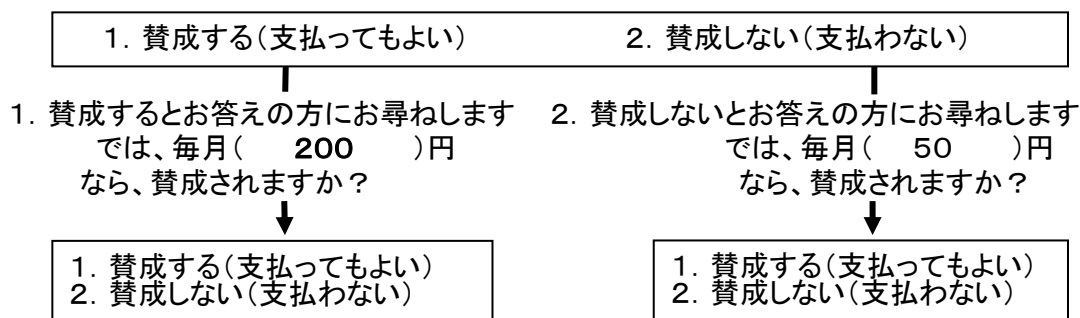 1．賛成する（支払ってもよい）　2．賛成しない（支払わない）
1．賛成するとお答えの方にお尋ねします
では、毎月（　200　）円
なら、賛成されますか？
1．賛成する（支払ってもよい）
2．賛成しない（支払わない）
2．賛成しないとお答えの方にお尋ねします
では、毎月（　50　）円
なら、賛成されますか？
1．賛成する（支払ってもよい）
2．賛成しない（支払わない）